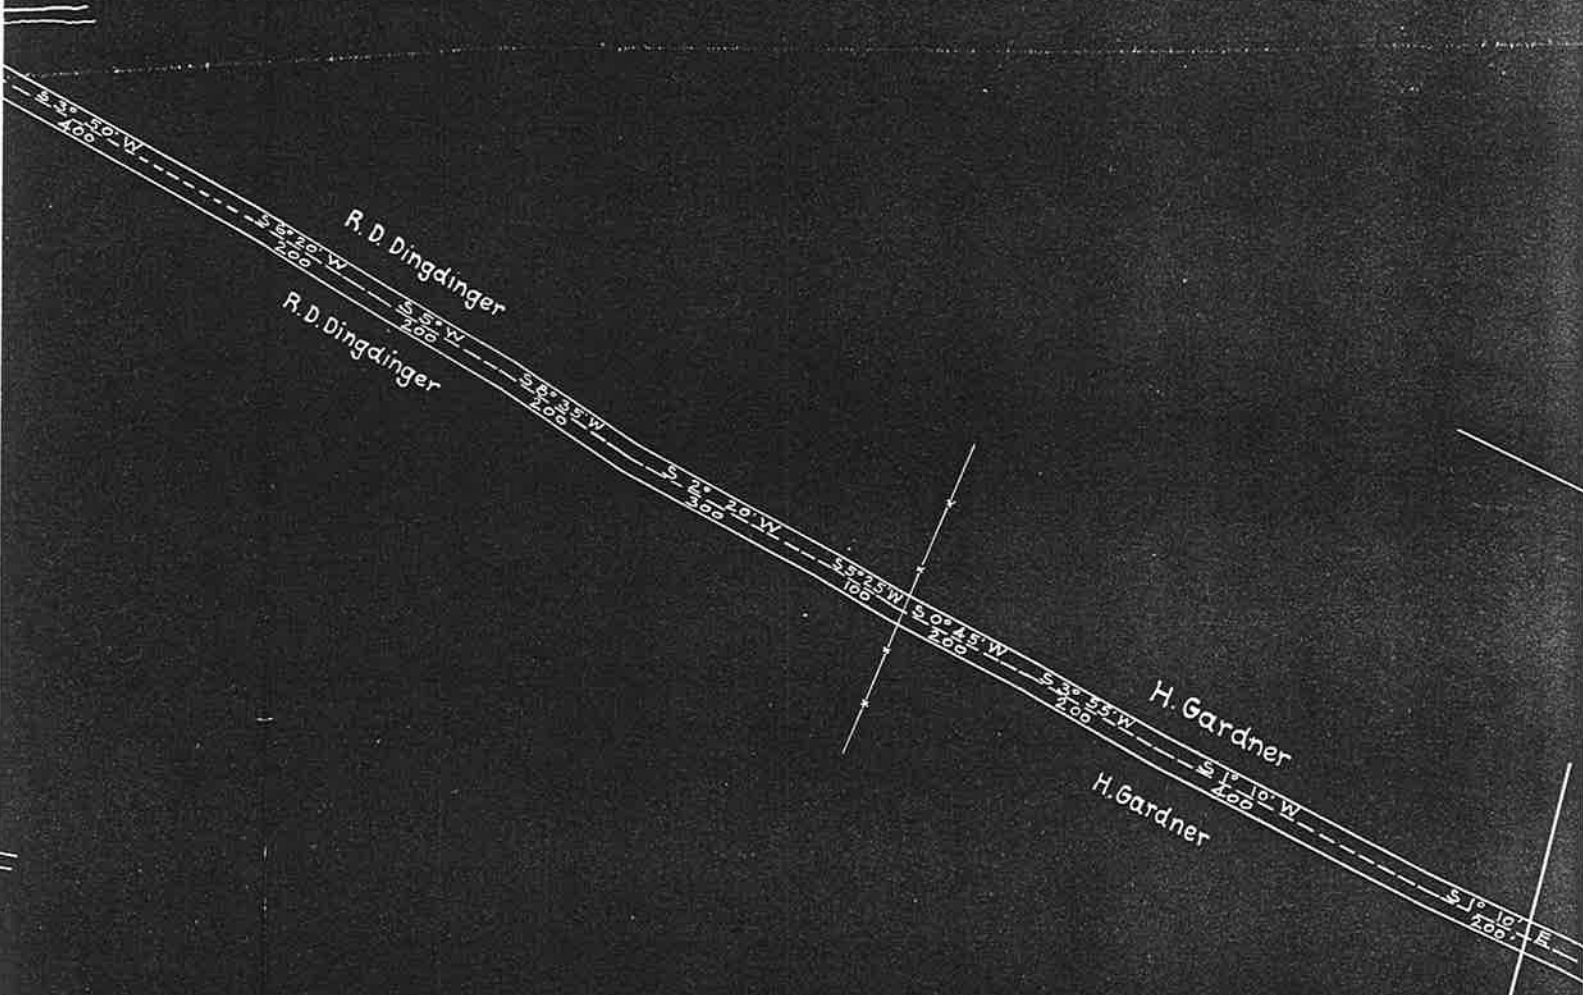 S 3° 50' W
400
S 6° 20' W
200
R. D. Dingdinger
R. D. Dingdinger
S 5° W
200
S 8° 35' W
200
S 2° 20' W
300
S 5° 25' W
100
S 0° 45' W
200
S 3° 55' W
200
H. Gardner
H. Gardner
S 1° 10' W
400
S 1° 10' E
200